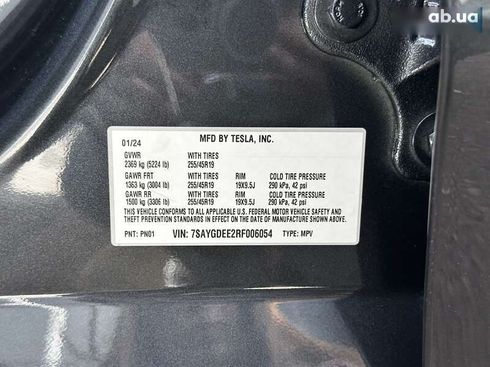 ab.ua
MFD BY TESLA, INC.
01/24
GVWR WITH TIRES
2369 kg (5224 lb) 255/45R19
GAWR FRT WITH TIRES RIM COLD TIRE PRESSURE
1363 kg (3004 lb) 255/45R19 19X9.5J 290 kPa, 42 psi
GAWR RR WITH TIRES RIM COLD TIRE PRESSURE
1500 kg (3306 lb) 255/45R19 19X9.5J 290 kPa, 42 psi
THIS VEHICLE CONFORMS TO ALL APPLICABLE U.S. FEDERAL MOTOR VEHICLE SAFETY AND
THEFT PREVENTION STANDARDS IN EFFECT ON THE DATE OF MANUFACTURE SHOWN ABOVE.
PNT: PN01 VIN: 7SAYGDEE2RF006054 TYPE: MPV